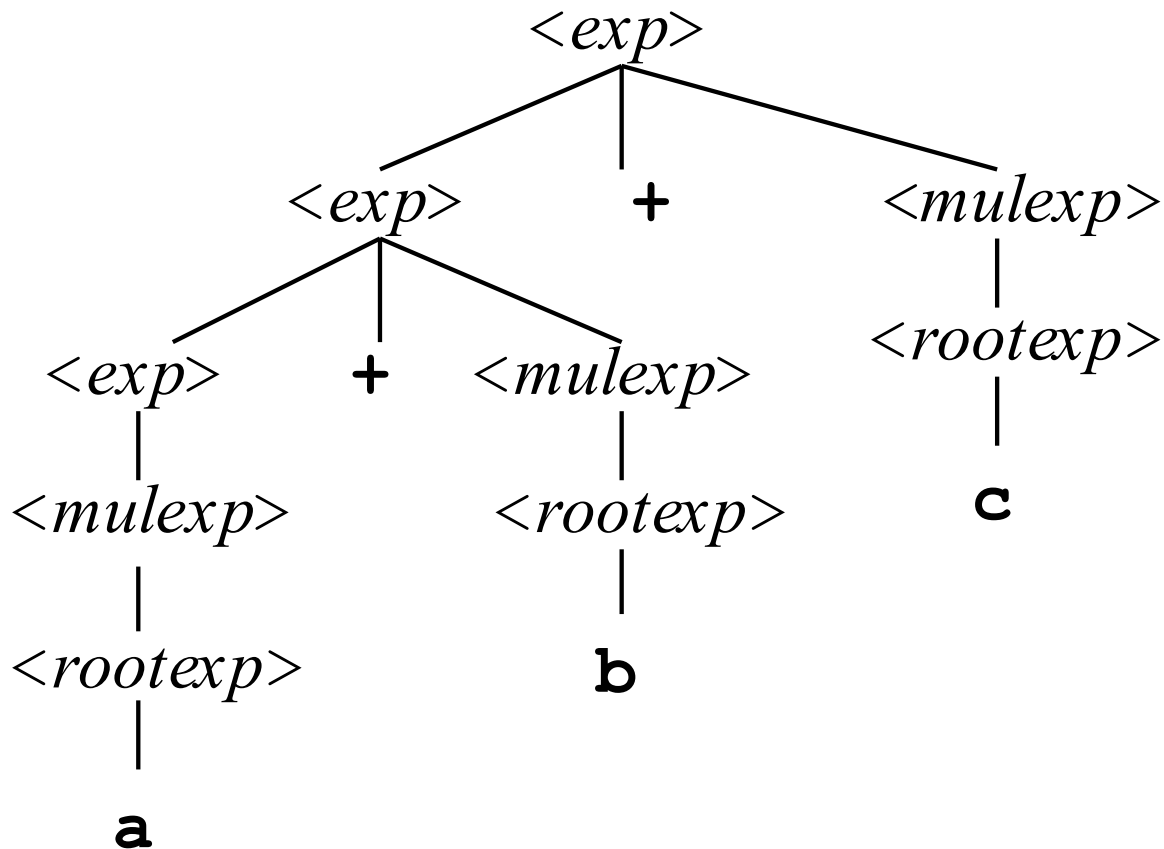 <exp>
<exp> + <mulexp>
<rootexp>
<exp> + <mulexp>
c
<mulexp> <rootexp>
b
<rootexp>
a